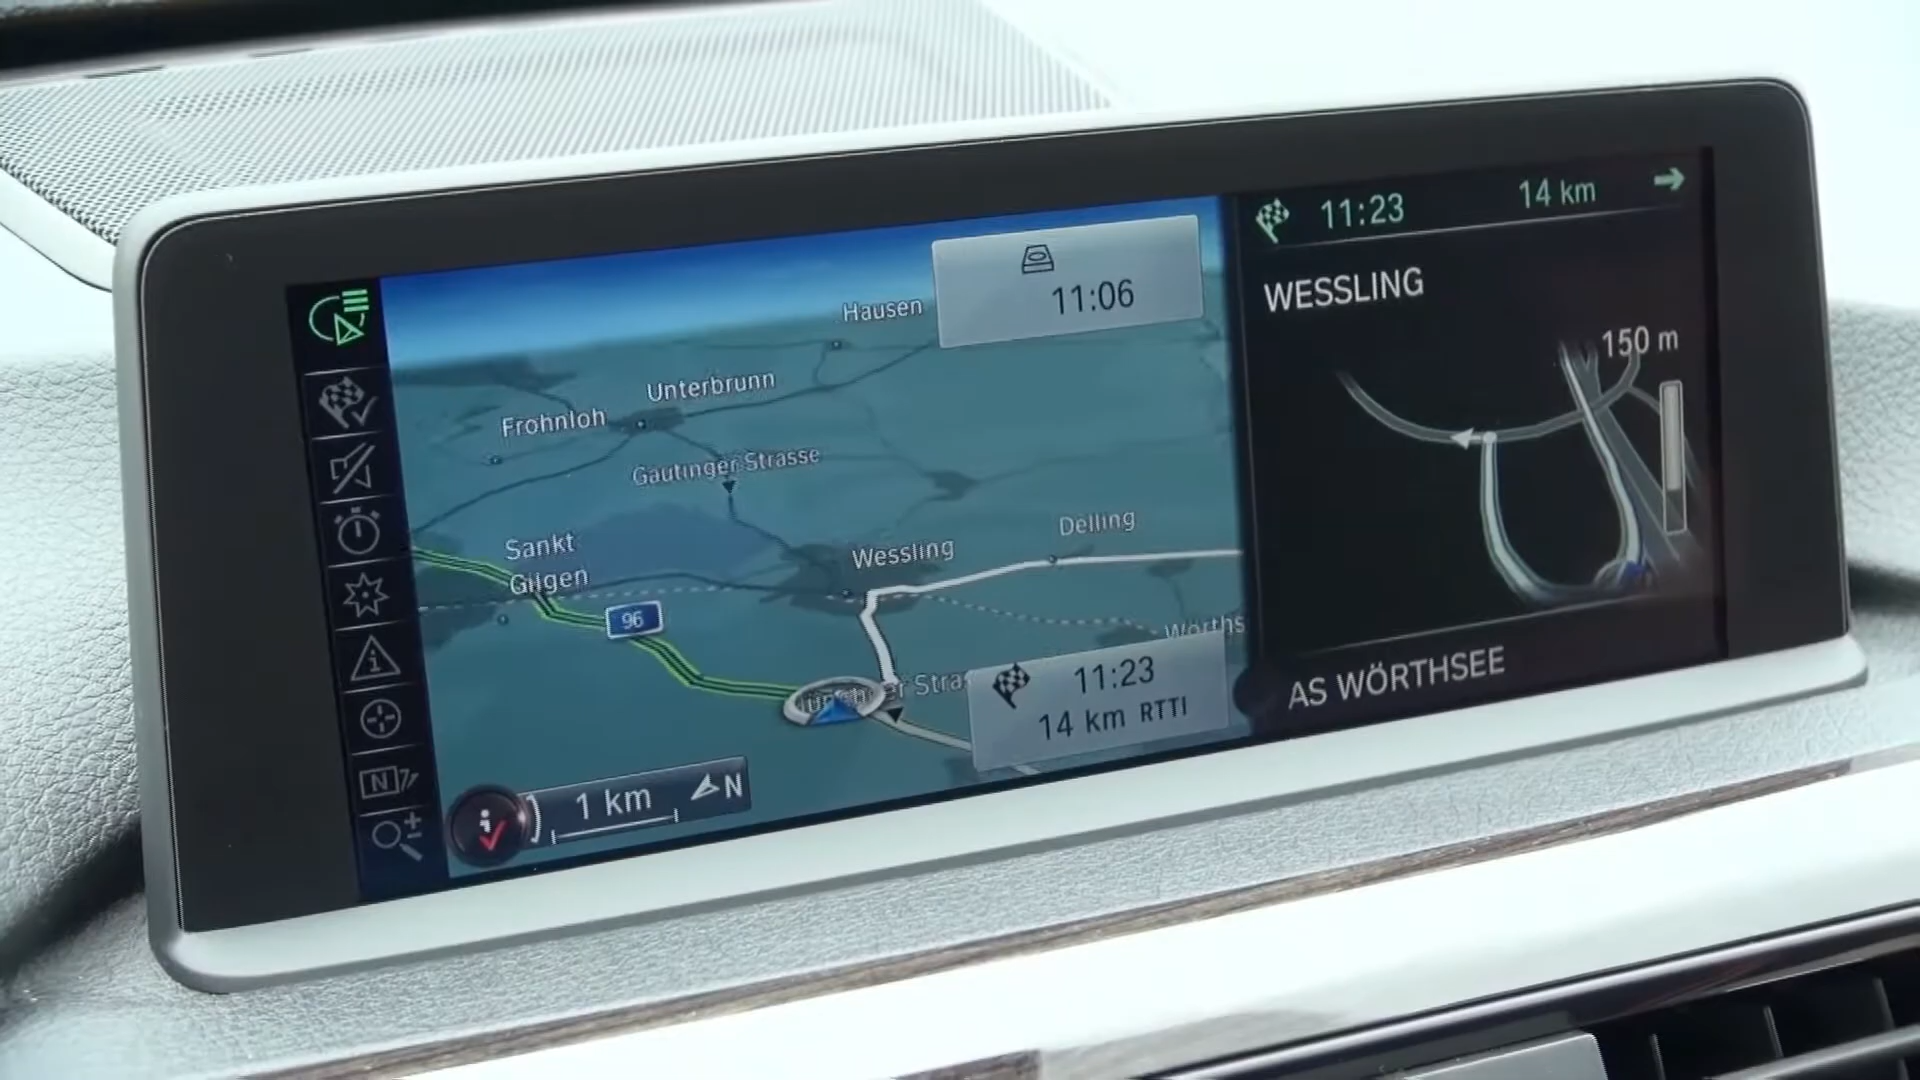 11:23 14 km
WESSLING
150 m
AS WÖRTHSEE
11:06
Hausen
Unterbrunn
Frohnloh
Gautinger Strasse
Delling
Wessling
Sankt
Gilgen
96
Wörths
11:23
14 km RTTI
1 km N
N